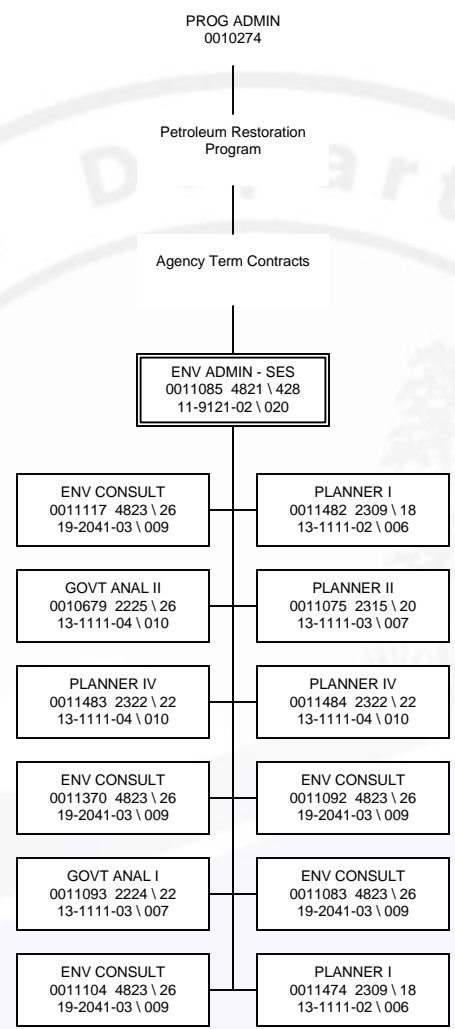 PROG ADMIN
0010274
Petroleum Restoration
Program
Agency Term Contracts
ENV ADMIN - SES
0011085 4821 \ 428
11-9121-02 \ 020
ENV CONSULT
0011117 4823 \ 26
19-2041-03 \ 009
PLANNER I
0011482 2309 \ 18
13-1111-02 \ 006
GOVT ANAL II
0010679 2225 \ 26
13-1111-04 \ 010
PLANNER II
0011075 2315 \ 20
13-1111-03 \ 007
PLANNER IV
0011483 2322 \ 22
13-1111-04 \ 010
PLANNER IV
0011484 2322 \ 22
13-1111-04 \ 010
ENV CONSULT
0011370 4823 \ 26
19-2041-03 \ 009
ENV CONSULT
0011092 4823 \ 26
19-2041-03 \ 009
GOVT ANAL I
0011093 2224 \ 22
13-1111-03 \ 007
ENV CONSULT
0011083 4823 \ 26
19-2041-03 \ 009
ENV CONSULT
0011104 4823 \ 26
19-2041-03 \ 009
PLANNER I
0011474 2309 \ 18
13-1111-02 \ 006